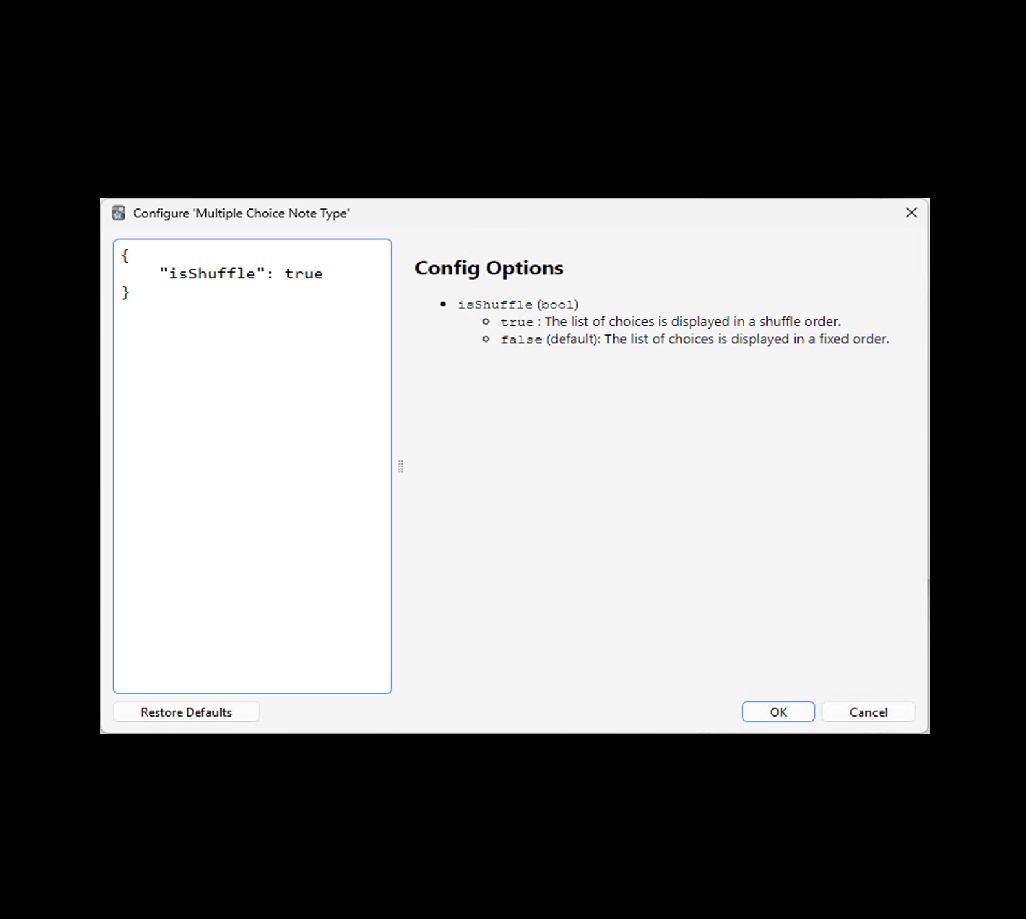 Configure 'Multiple Choice Note Type'
{
"isShuffle": true
}
Config Options
isShuffle (bool)
true : The list of choices is displayed in a shuffle order.
false (default): The list of choices is displayed in a fixed order.
Restore Defaults
OK
Cancel